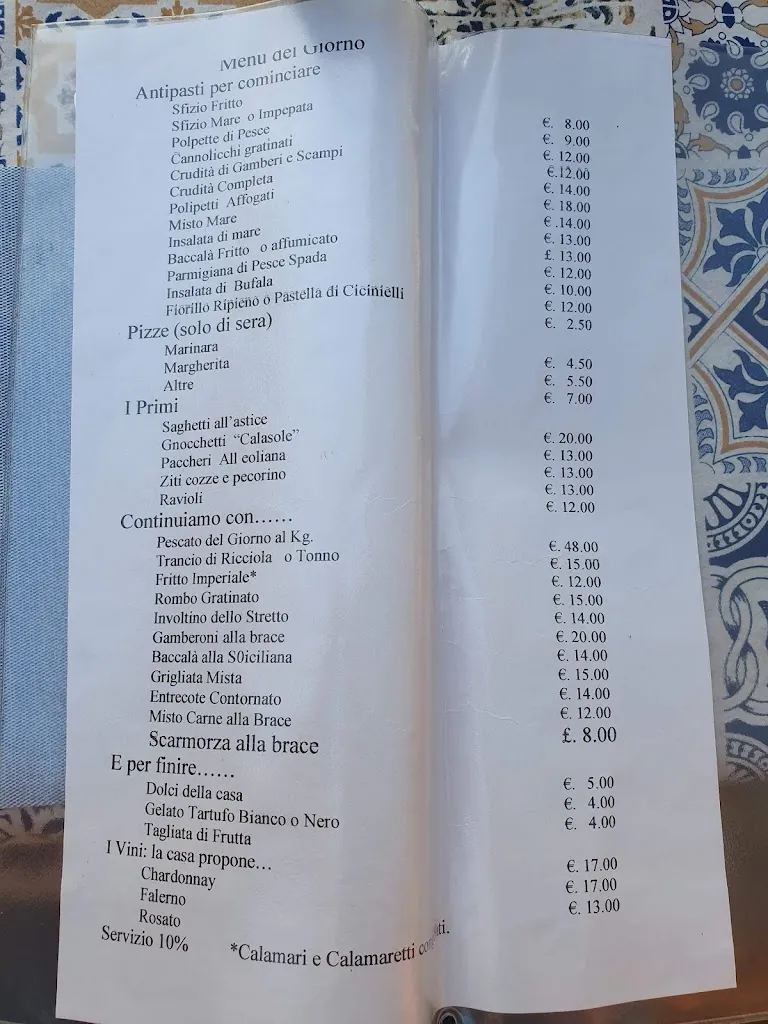 Menu del Giorno
Antipasti per cominciare
Sfizio Fritto €. 8.00
Sfizio Mare o Impepata €. 9.00
Polpette di Pesce €. 12.00
Cannolicchi gratinati €.12.00
Crudità di Gamberi e Scampi €. 14.00
Crudità Completa €. 18.00
Polipetti Affogati € .14.00
Misto Mare €. 13.00
Insalata di mare £. 13.00
Baccalà Fritto o affumicato €. 12.00
Parmigiana di Pesce Spada €. 10.00
Insalata di Bufala €. 12.00
Fiorillo Ripieno o Pastella di Cicinielli €. 2.50
Pizze (solo di sera)
Marinara €. 4.50
Margherita €. 5.50
Altre €. 7.00
I Primi
Saghetti all’astice €. 20.00
Gnocchetti “Calasole” €. 13.00
Paccheri All eoliana €. 13.00
Ziti cozze e pecorino €. 13.00
Ravioli €. 12.00
Continuiamo con……
Pescato del Giorno al Kg. €. 48.00
Trancio di Ricciola o Tonno €. 15.00
Fritto Imperiale* €. 12.00
Rombo Gratinato €. 15.00
Involtino dello Stretto €. 14.00
Gamberoni alla brace €. 20.00
Baccalà alla S0iciliana €. 14.00
Grigliata Mista €. 15.00
Entrecote Contornato €. 14.00
Misto Carne alla Brace €. 12.00
Scarmorza alla brace £. 8.00
E per finire……
Dolci della casa €. 5.00
Gelato Tartufo Bianco o Nero €. 4.00
Tagliata di Frutta €. 4.00
I Vini: la casa propone…
Chardonnay €. 17.00
Falerno €. 17.00
Rosato €. 13.00
Servizio 10% *Calamari e Calamaretti